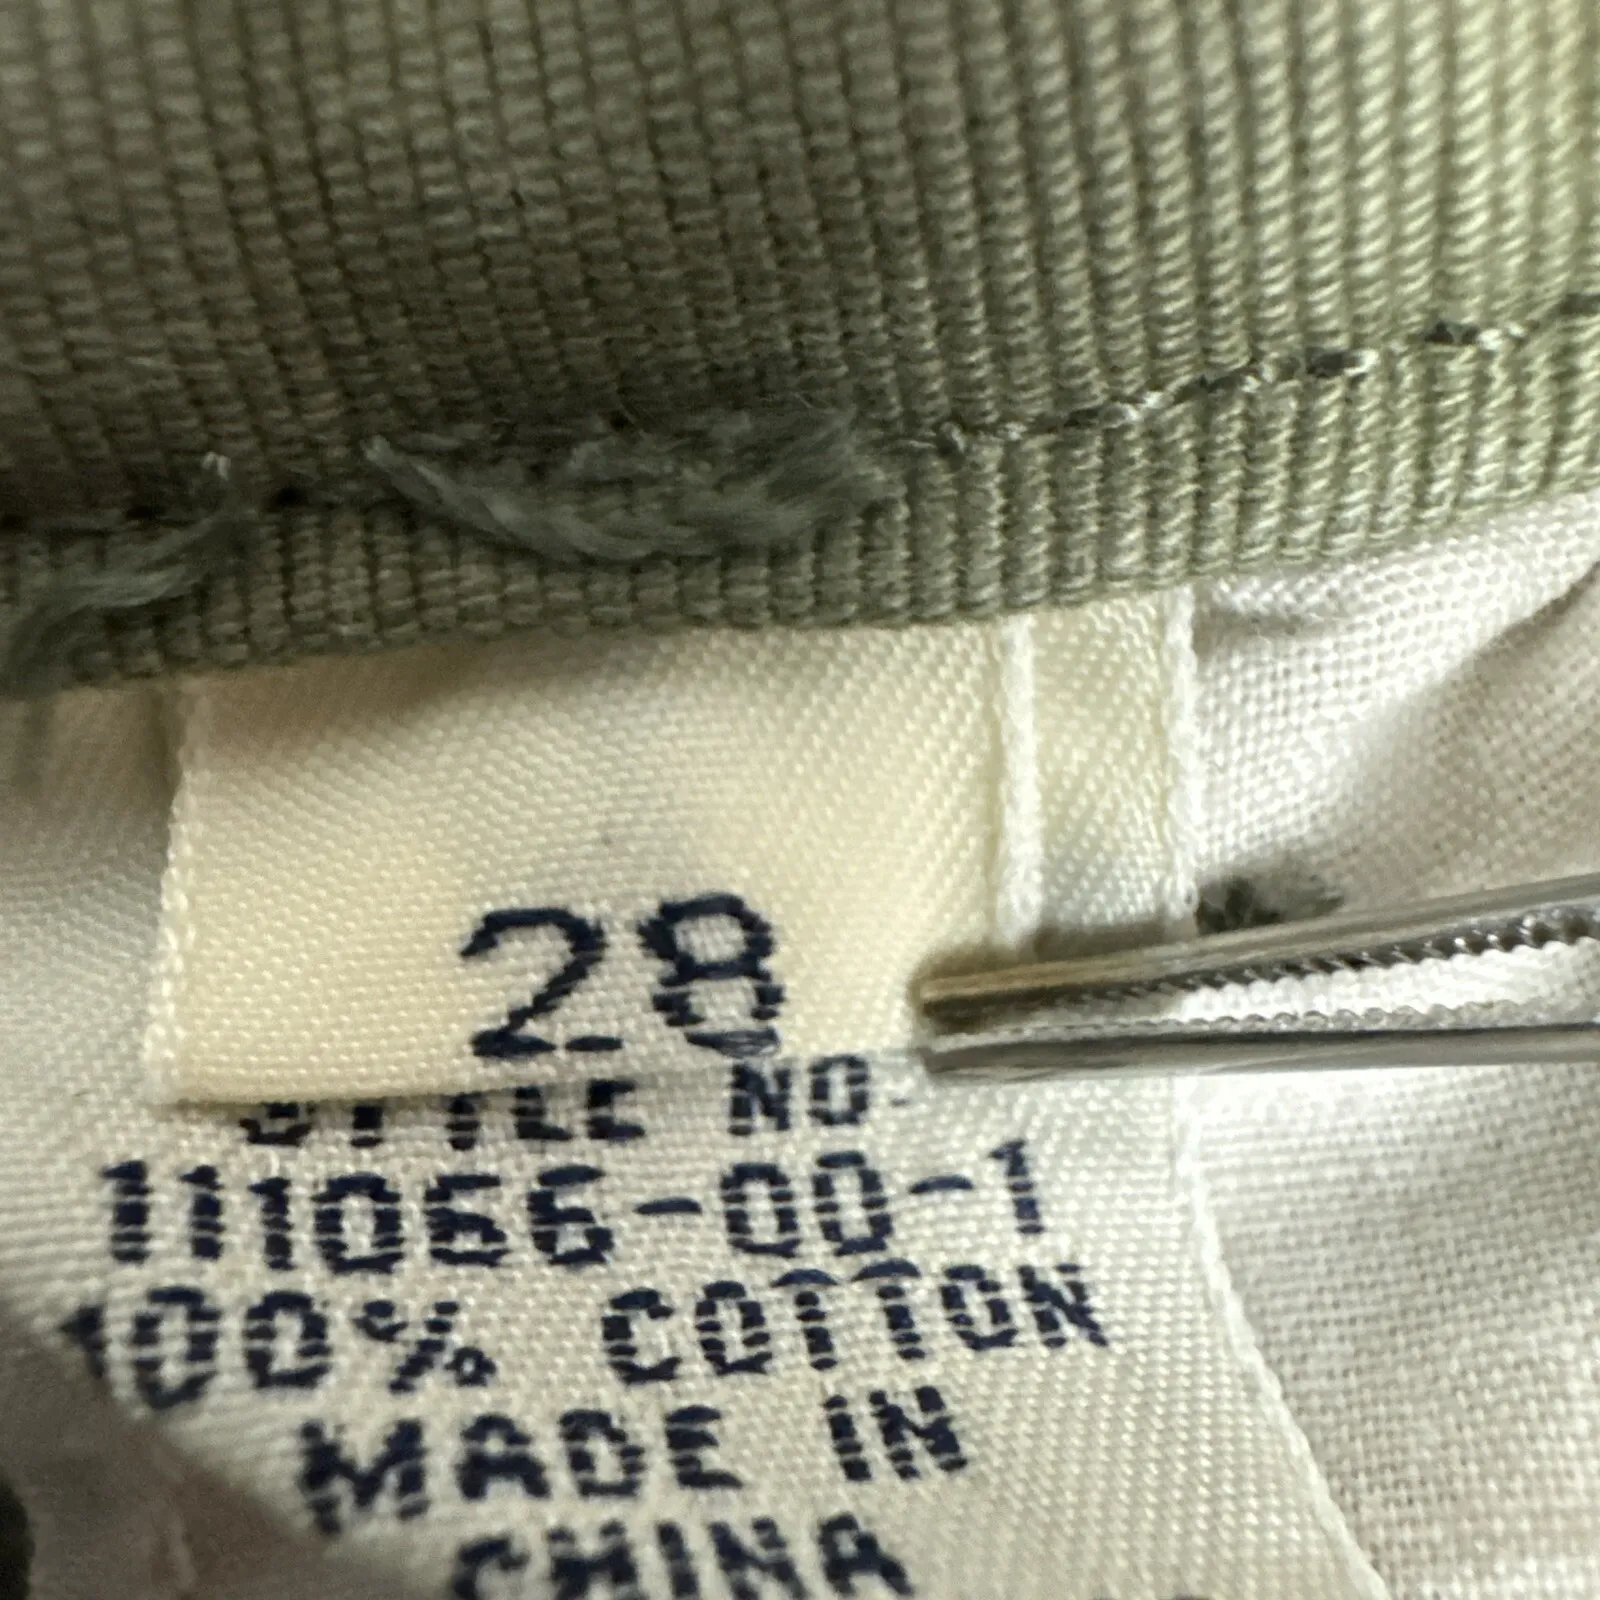 28
STYLE NO.
111066-00-1
100% COTTON
MADE IN
CHINA